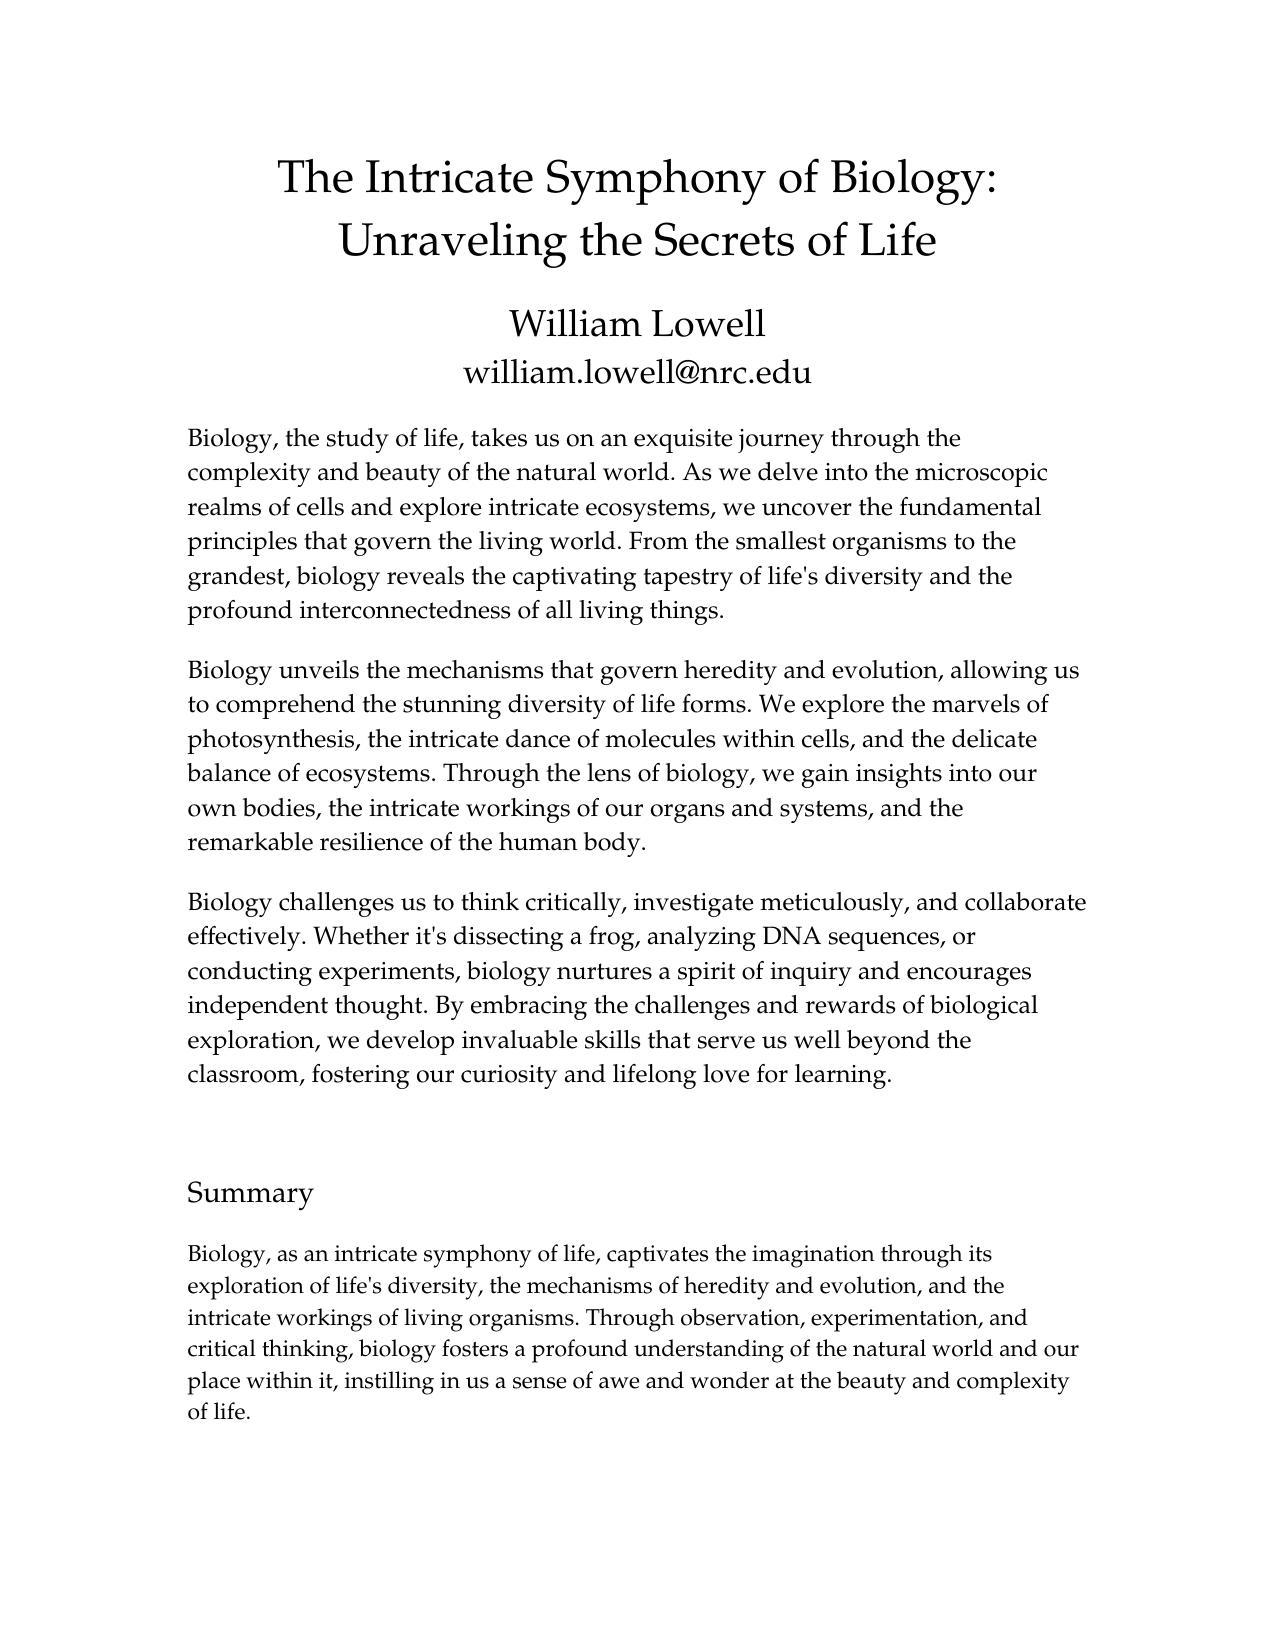 The Intricate Symphony of Biology:
Unraveling the Secrets of Life
William Lowell
william.lowell@nrc.edu
Biology, the study of life, takes us on an exquisite journey through the
complexity and beauty of the natural world. As we delve into the microscopic
realms of cells and explore intricate ecosystems, we uncover the fundamental
principles that govern the living world. From the smallest organisms to the
grandest, biology reveals the captivating tapestry of life's diversity and the
profound interconnectedness of all living things.
Biology unveils the mechanisms that govern heredity and evolution, allowing us
to comprehend the stunning diversity of life forms. We explore the marvels of
photosynthesis, the intricate dance of molecules within cells, and the delicate
balance of ecosystems. Through the lens of biology, we gain insights into our
own bodies, the intricate workings of our organs and systems, and the
remarkable resilience of the human body.
Biology challenges us to think critically, investigate meticulously, and collaborate
effectively. Whether it's dissecting a frog, analyzing DNA sequences, or
conducting experiments, biology nurtures a spirit of inquiry and encourages
independent thought. By embracing the challenges and rewards of biological
exploration, we develop invaluable skills that serve us well beyond the
classroom, fostering our curiosity and lifelong love for learning.
Summary
Biology, as an intricate symphony of life, captivates the imagination through its
exploration of life's diversity, the mechanisms of heredity and evolution, and the
intricate workings of living organisms. Through observation, experimentation, and
critical thinking, biology fosters a profound understanding of the natural world and our
place within it, instilling in us a sense of awe and wonder at the beauty and complexity
of life.